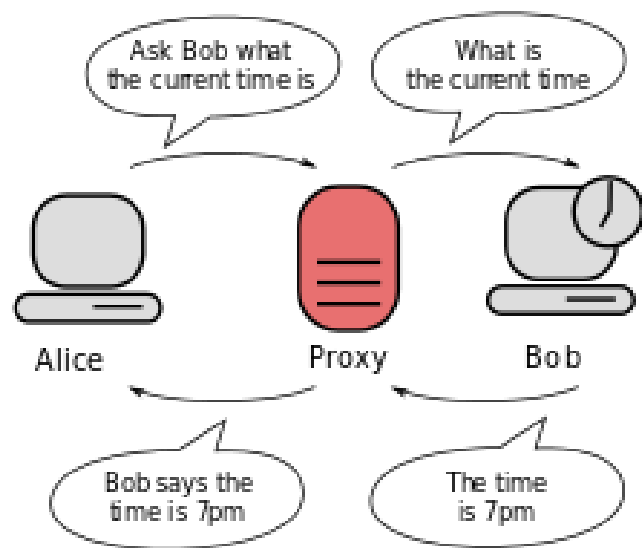 Ask Bob what
the current time is
What is
the current time
Alice
Proxy
Bob
Bob says the
time is 7pm
The time
is 7pm